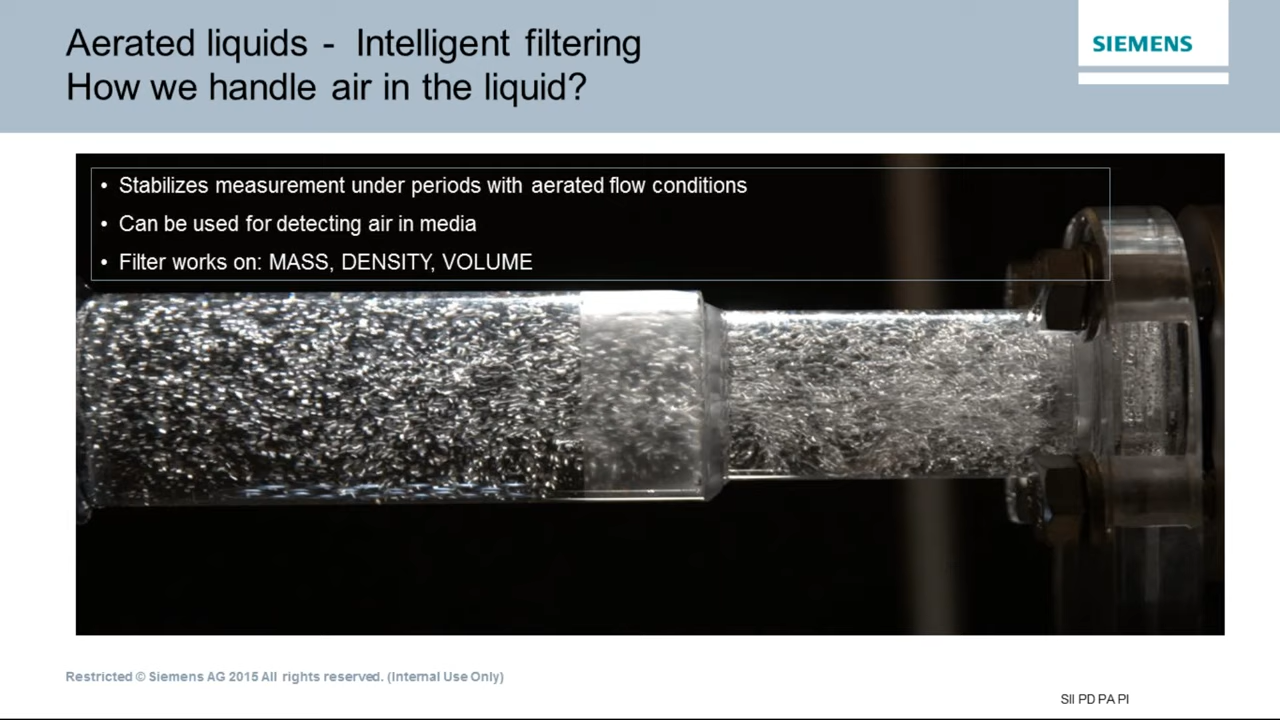 Aerated liquids - Intelligent filtering
How we handle air in the liquid?
SIEMENS
• Stabilizes measurement under periods with aerated flow conditions
• Can be used for detecting air in media
• Filter works on: MASS, DENSITY, VOLUME
Restricted © Siemens AG 2015 All rights reserved. (Internal Use Only)
SII PD PA PI